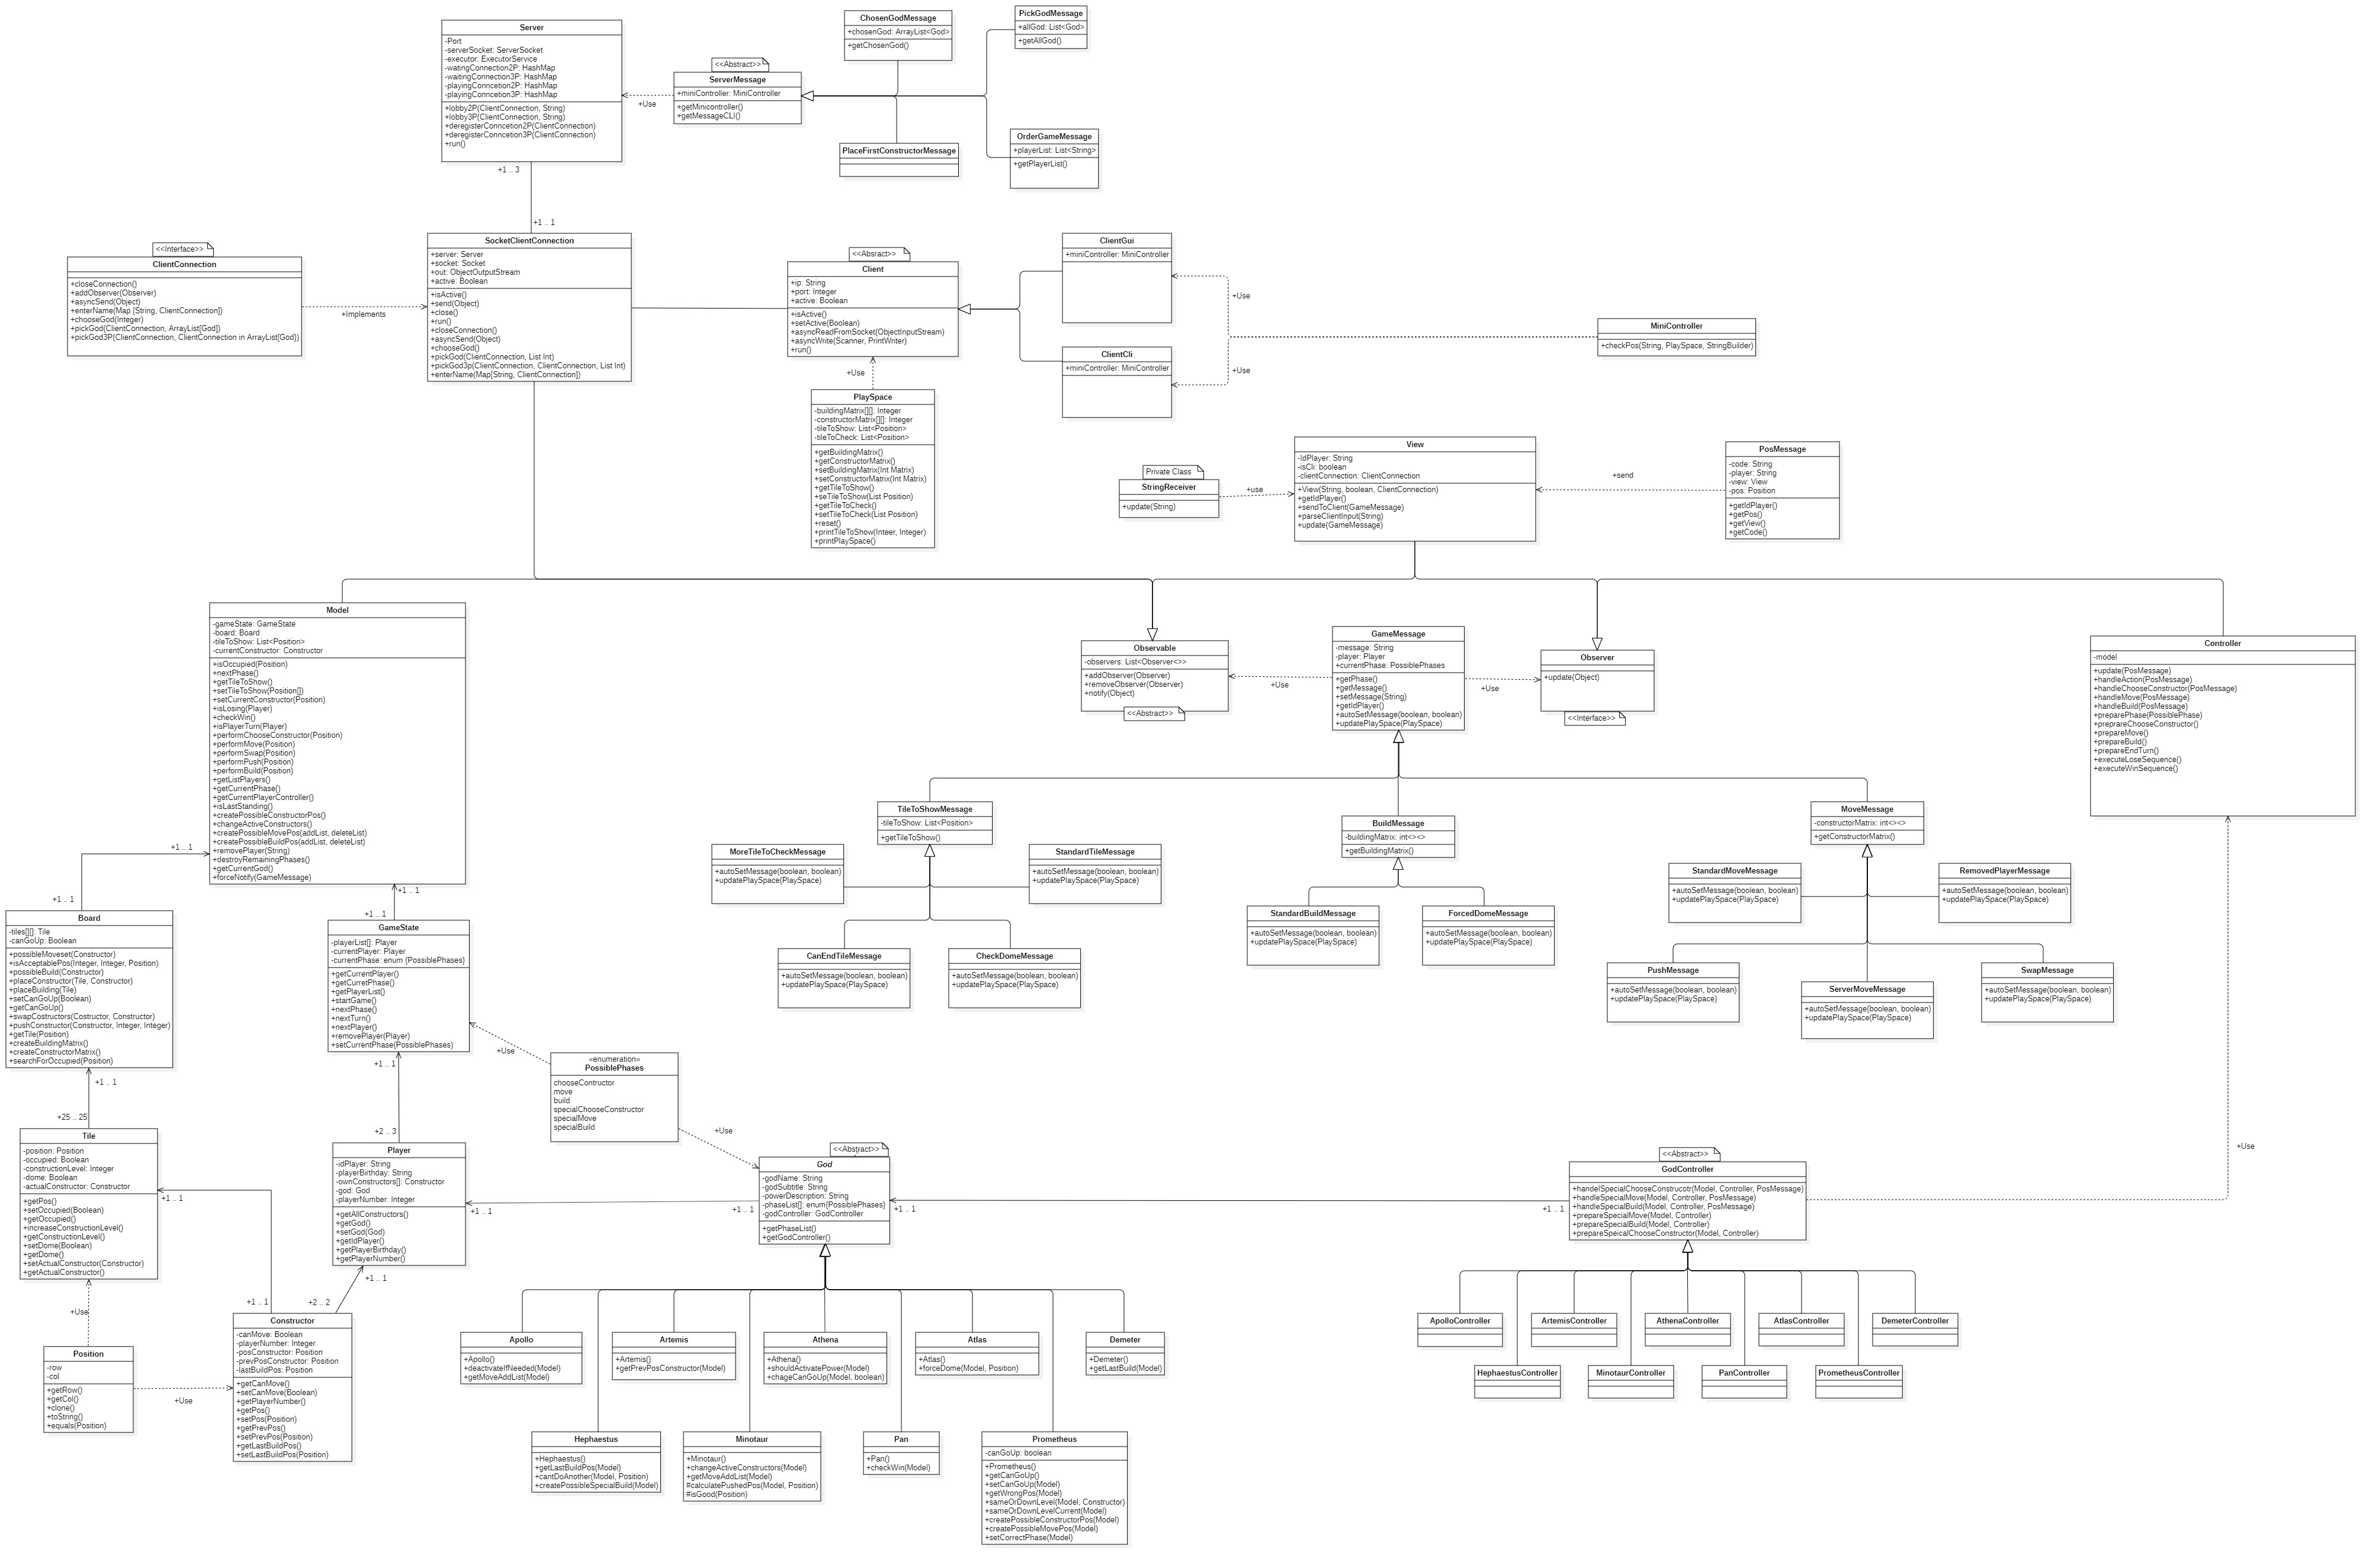 Server
-Port
-serverSocket: ServerSocket
-executor: ExecutorService
-watingConnection2P: HashMap
-waitingConnection3P: HashMap
-playingConncetion2P: HashMap
-playingConncetion3P: HashMap
+lobby2P(ClientConnection, String)
+lobby3P(ClientConnection, String)
+deregisterConncetion2P(ClientConnection)
+deregisterConncetion3P(ClientConnection)
+run()
+Use
<<Abstract>>
ServerMessage
+miniController: MiniController
+getMinicontroller()
+getMessageCLI()
ChosenGodMessage
+chosenGod: ArrayList<God>
+getChosenGod()
PickGodMessage
+allGod: List<God>
+getAllGod()
PlaceFirstConstructorMessage
OrderGameMessage
+playerList: List<String>
+getPlayerList()
+1 .. 3
+1 .. 1
<<Interface>>
ClientConnection
+closeConnection()
+addObserver(Observer)
+asyncSend(Object)
+enterName(Map [String, ClientConnection])
+chooseGod(Integer)
+pickGod(ClientConnection, ArrayList[God])
+pickGod3P(ClientConnection, ClientConnection in ArrayList[God])
+Implements
SocketClientConnection
+server: Server
+socket: Socket
+out: ObjectOutputStream
+active: Boolean
+isActive()
+send(Object)
+close()
+run()
+closeConnection()
+asyncSend(Object)
+chooseGod()
+pickGod(ClientConnection, List Int)
+pickGod3p(ClientConnection, ClientConnection, List Int)
+enterName(Map[String, ClientConnection])
<<Absract>>
Client
+ip: String
+port: Integer
+active: Boolean
+isActive()
+setActive(Boolean)
+asyncReadFromSocket(ObjectInputStream)
+asyncWrite(Scanner, PrintWriter)
+run()
+Use
ClientGui
+miniController: MiniController
ClientCli
+miniController: MiniController
+Use
+Use
MiniController
+checkPos(String, PlaySpace, StringBuilder)
PlaySpace
-buildingMatrix[][]: Integer
-constructorMatrix[][]: Integer
-tileToShow: List<Position>
-tileToCheck: List<Position>
+getBuildingMatrix()
+getConstructorMatrix()
+setBuildingMatrix(Int Matrix)
+setConstructorMatrix(Int Matrix)
+getTileToShow()
+seTileToShow(List Position)
+getTileToCheck()
+setTileToCheck(List Position)
+reset()
+printTileToShow(Inteer, Integer)
+printPlaySpace()
Private Class
StringReceiver
+update(String)
+use
View
-IdPlayer: String
-isCli: boolean
-clientConnection: ClientConnection
+View(String, boolean, ClientConnection)
+getIdPlayer()
+sendToClient(GameMessage)
+parseClientInput(String)
+update(GameMessage)
+send
PosMessage
-code: String
-player: String
-view: View
-pos: Position
+getIdPlayer()
+getPos()
+getView()
+getCode()
Model
-gameState: GameState
-board: Board
-tileToShow: List<Position>
-currentConstructor: Constructor
+isOccupied(Position)
+nextPhase()
+getTileToShow()
+setTileToShow(Position[])
+setCurrentConstructor(Position)
+isLosing(Player)
+checkWin()
+isPlayerTurn(Player)
+performChooseConstructor(Position)
+performMove(Position)
+performSwap(Position)
+performPush(Position)
+performBuild(Position)
+getListPlayers()
+getCurrentPhase()
+getCurrentPlayerController()
+isLastStanding()
+createPossibleConstructorPos()
+changeActiveConstructors()
+createPossibleMovePos(addList, deleteList)
+createPossibleBuildPos(addList, deleteList)
+removePlayer(String)
+destroyRemainingPhases()
+getCurrentGod()
+forceNotify(GameMessage)
Observable
-observers: List<Observer<>>
+addObserver(Observer)
+removeObserver(Observer)
+notify(Object)
<<Abstract>>
+Use
GameMessage
-message: String
-player: Player
+currentPhase: PossiblePhases
+getPhase()
+getMessage()
+setMessage(String)
+getIdPlayer()
+autoSetMessage(boolean, boolean)
+updatePlaySpace(PlaySpace)
+Use
Observer
+update(Object)
<<Interface>>
Controller
-model
+update(PosMessage)
+handleAction(PosMessage)
+handleChooseConstructor(PosMessage)
+handleMove(PosMessage)
+handleBuild(PosMessage)
+preparePhase(PossiblePhase)
+preprareChooseConstructor()
+prepareMove()
+prepareBuild()
+prepareEndTurn()
+executeLoseSequence()
+executeWinSequence()
TileToShowMessage
-tileToShow: List<Position>
+getTileToShow()
BuildMessage
-buildingMatrix: int<><>
+getBuildingMatrix()
MoveMessage
-constructorMatrix: int<><>
+getConstructorMatrix()
MoreTileToCheckMessage
+autoSetMessage(boolean, boolean)
+updatePlaySpace(PlaySpace)
StandardTileMessage
+autoSetMessage(boolean, boolean)
+updatePlaySpace(PlaySpace)
CanEndTileMessage
+autoSetMessage(boolean, boolean)
+updatePlaySpace(PlaySpace)
CheckDomeMessage
+autoSetMessage(boolean, boolean)
+updatePlaySpace(PlaySpace)
StandardBuildMessage
+autoSetMessage(boolean, boolean)
+updatePlaySpace(PlaySpace)
ForcedDomeMessage
+autoSetMessage(boolean, boolean)
+updatePlaySpace(PlaySpace)
StandardMoveMessage
+autoSetMessage(boolean, boolean)
+updatePlaySpace(PlaySpace)
RemovedPlayerMessage
+autoSetMessage(boolean, boolean)
+updatePlaySpace(PlaySpace)
PushMessage
+autoSetMessage(boolean, boolean)
+updatePlaySpace(PlaySpace)
ServerMoveMessage
+autoSetMessage(boolean, boolean)
+updatePlaySpace(PlaySpace)
SwapMessage
+autoSetMessage(boolean, boolean)
+updatePlaySpace(PlaySpace)
+1 .. 1
+1 .. 1
+1 .. 1
+1 .. 1
Board
-tiles[][]: Tile
-canGoUp: Boolean
+possibleMoveset(Constructor)
+isAcceptablePos(Integer, Integer, Position)
+possibleBuild(Constructor)
+placeConstructor(Tile, Constructor)
+placeBuilding(Tile)
+setCanGoUp(Boolean)
+getCanGoUp()
+swapCostructors(Costructor, Constructor)
+pushConstructor(Constructor, Integer, Integer)
+getTile(Position)
+createBuildingMatrix()
+createConstructorMatrix()
+searchForOccupied(Position)
GameState
-playerList[]: Player
-currentPlayer: Player
-currentPhase: enum {PossiblePhases}
+getCurrentPlayer()
+getCurretPhase()
+getPlayerList()
+startGame()
+nextPhase()
+nextTurn()
+nextPlayer()
+removePlayer(Player)
+setCurrentPhase(PossiblePhases)
+Use
«enumeration»
PossiblePhases
chooseContructor
move
build
specialChooseConstructor
specialMove
specialBuild
+Use
+1 .. 1
+25 .. 25
+1 .. 1
+2 .. 3
Tile
-position: Position
-occupied: Boolean
-constructionLevel: Integer
-dome: Boolean
-actualConstructor: Constructor
+getPos()
+setOccupied(Boolean)
+getOccupied()
+increaseConstructionLevel()
+getConstructionLevel()
+setDome(Boolean)
+getDome()
+setActualConstructor(Constructor)
+getActualConstructor()
+1 .. 1
Player
-idPlayer: String
-playerBirthday: String
-ownConstructors[]: Constructor
-god: God
-playerNumber: Integer
+getAllConstructors()
+getGod()
+setGod(God)
+getIdPlayer()
+getPlayerBirthday()
+getPlayerNumber()
+1 .. 1
+1 .. 1
<<Abstract>>
God
-godName: String
-godSubtitle: String
-powerDescription: String
-phaseList[]: enum{PossiblePhases}
-godController: GodController
+getPhaseList()
+getGodController()
+1 .. 1
+1 .. 1
<<Abstract>>
GodController
+handelSpecialChooseConstrucotr(Model, Controller, PosMessage)
+handleSpecialMove(Model, Controller, PosMessage)
+handleSpecialBuild(Model, Controller, PosMessage)
+prepareSpecialMove(Model, Controller)
+prepareSpecialBuild(Model, Controller)
+prepareSpeicalChooseConstructor(Model, Controller)
+Use
+1 .. 1
+1 .. 1
+2 .. 2
+Use
Position
-row
-col
+getRow()
+getCol()
+clone()
+toString()
+equals(Position)
+Use
Constructor
-canMove: Boolean
-playerNumber: Integer
-posConstructor: Position
-prevPosConstructor: Position
-lastBuildPos: Position
+getCanMove()
+setCanMove(Boolean)
+getPlayerNumber()
+getPos()
+setPos(Position)
+getPrevPos()
+setPrevPos(Position)
+getLastBuildPos()
+setLastBuildPos(Position)
Apollo
+Apollo()
+deactivateIfNeeded(Model)
+getMoveAddList(Model)
Artemis
+Artemis()
+getPrevPosConstructor(Model)
Athena
+Athena()
+shouldActivatePower(Model)
+chageCanGoUp(Model, boolean)
Atlas
+Atlas()
+forceDome(Model, Position)
Demeter
+Demeter()
+getLastBuild(Model)
Hephaestus
+Hephaestus()
+getLastBuildPos(Model)
+cantDoAnother(Model, Position)
+createPossibleSpecialBuild(Model)
Minotaur
+Minotaur()
+changeActiveConstructors(Model)
+getMoveAddList(Model)
#calculatePushedPos(Model, Position)
#isGood(Position)
Pan
+Pan()
+checkWin(Model)
Prometheus
-canGoUp: boolean
+Prometheus()
+getCanGoUp()
+setCanGoUp(Model)
+getWrongPos(Model)
+sameOrDownLevel(Model, Constructor)
+sameOrDownLevelCurrent(Model)
+createPossibleConstructorPos(Model)
+createPossibleMovePos(Model)
+setCorrectPhase(Model)
ApolloController
ArtemisController
AthenaController
AtlasController
DemeterController
HephaestusController
MinotaurController
PanController
PrometheusController